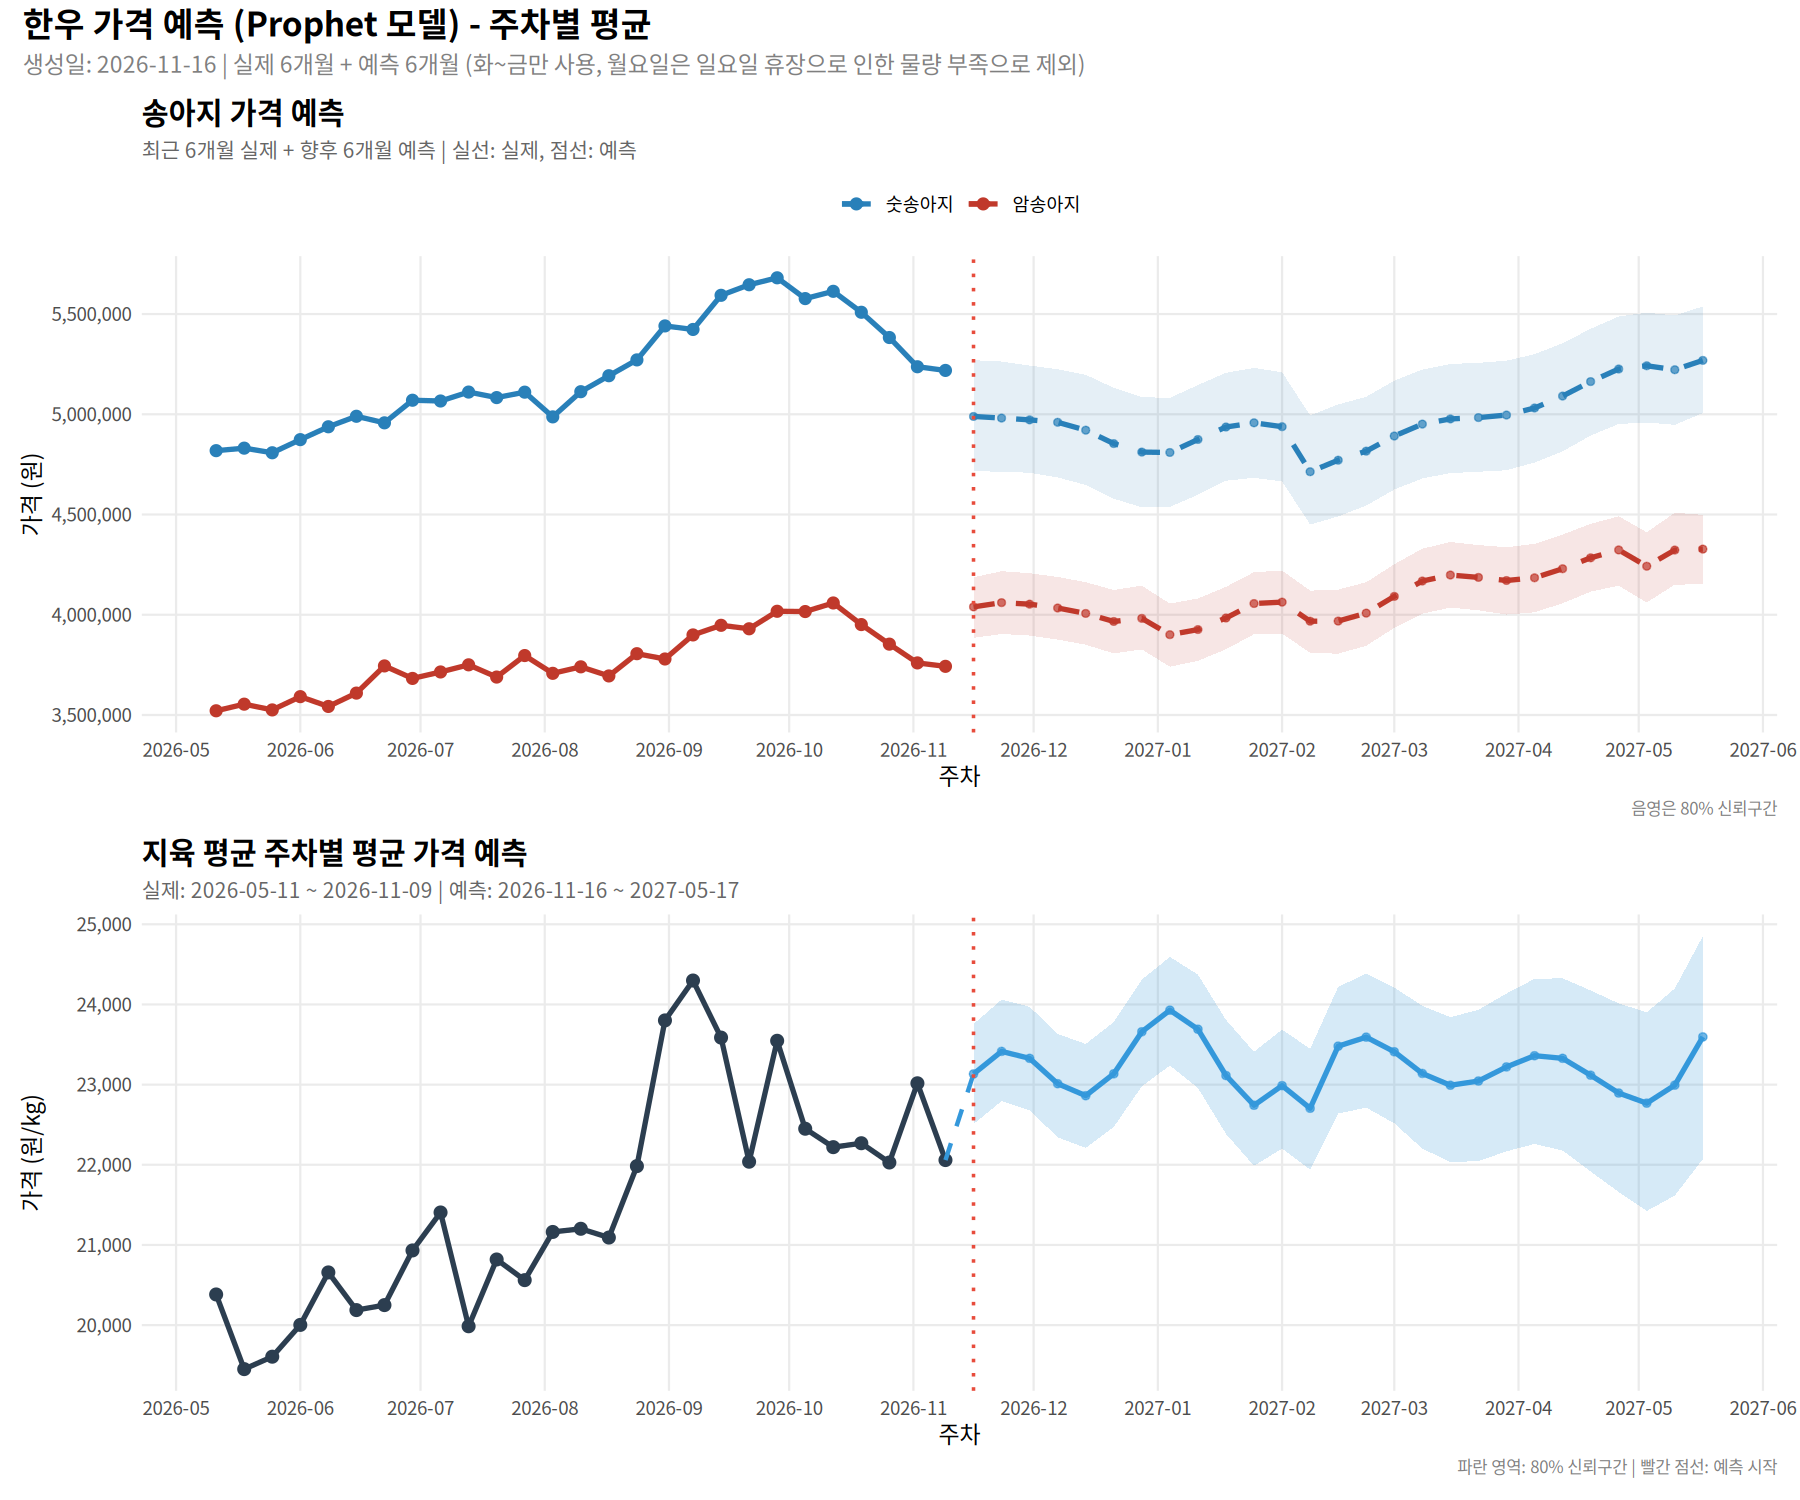 한우 가격 예측 (Prophet 모델) - 주차별 평균
생성일: 2026-11-16 | 실제 6개월 + 예측 6개월 (화~금만 사용, 월요일은 일요일 휴장으로 인한 물량 부족으로 제외)
송아지 가격 예측
최근 6개월 실제 + 향후 6개월 예측 | 실선: 실제, 점선: 예측
숫송아지 암송아지
가격 (원)
5,500,000
5,000,000
4,500,000
4,000,000
3,500,000
2026-05 2026-06 2026-07 2026-08 2026-09 2026-10 2026-11 2026-12 2027-01 2027-02 2027-03 2027-04 2027-05 2027-06
주차
음영은 80% 신뢰구간
지육 평균 주차별 평균 가격 예측
실제: 2026-05-11 ~ 2026-11-09 | 예측: 2026-11-16 ~ 2027-05-17
가격 (원/kg)
25,000
24,000
23,000
22,000
21,000
20,000
2026-05 2026-06 2026-07 2026-08 2026-09 2026-10 2026-11 2026-12 2027-01 2027-02 2027-03 2027-04 2027-05 2027-06
주차
파란 영역: 80% 신뢰구간 | 빨간 점선: 예측 시작